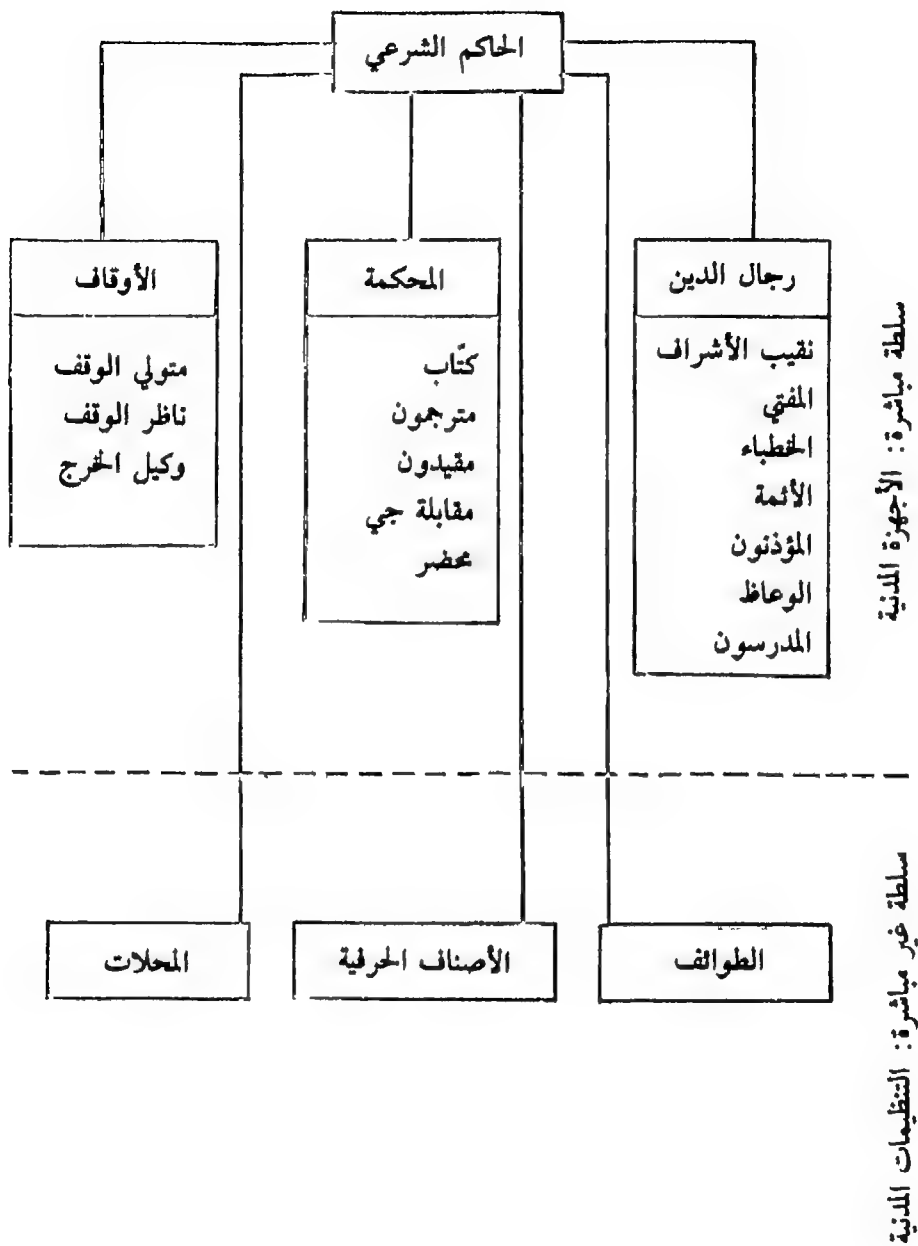 الحاكم الشرعي
رجال الدين
نقيب الأشراف
المفتي
الخطباء
الأئمة
المؤذنون
الوعاظ
المدرسون
المحكمة
كتّاب
مترجمون
مقيدون
مقابلة جي
محضر
الأوقاف
متولي الوقف
ناظر الوقف
وكيل الخرج
سلطة مباشرة: الأجهزة المدنية
الطوائف
الأصناف الحرفية
المحلات
سلطة غير مباشرة: التنظيمات المدنية